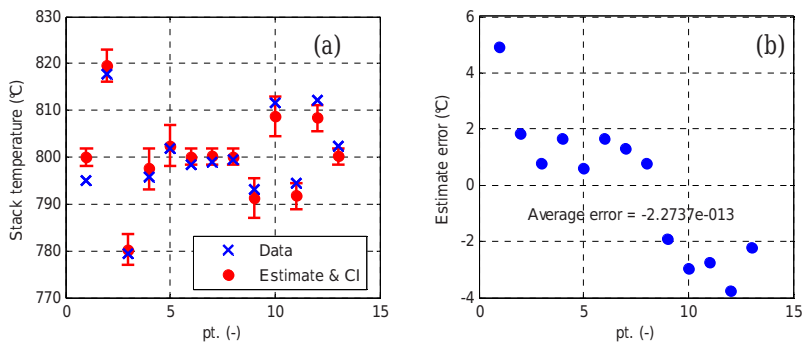 830
820
810
800
790
780
770
0
5
10
15
Stack temperature (°C)
pt. (-)
(a)
Data
Estimate & CI
6
4
2
0
-2
-4
0
5
10
15
Estimate error (°C)
pt. (-)
(b)
Average error = -2.2737e-013